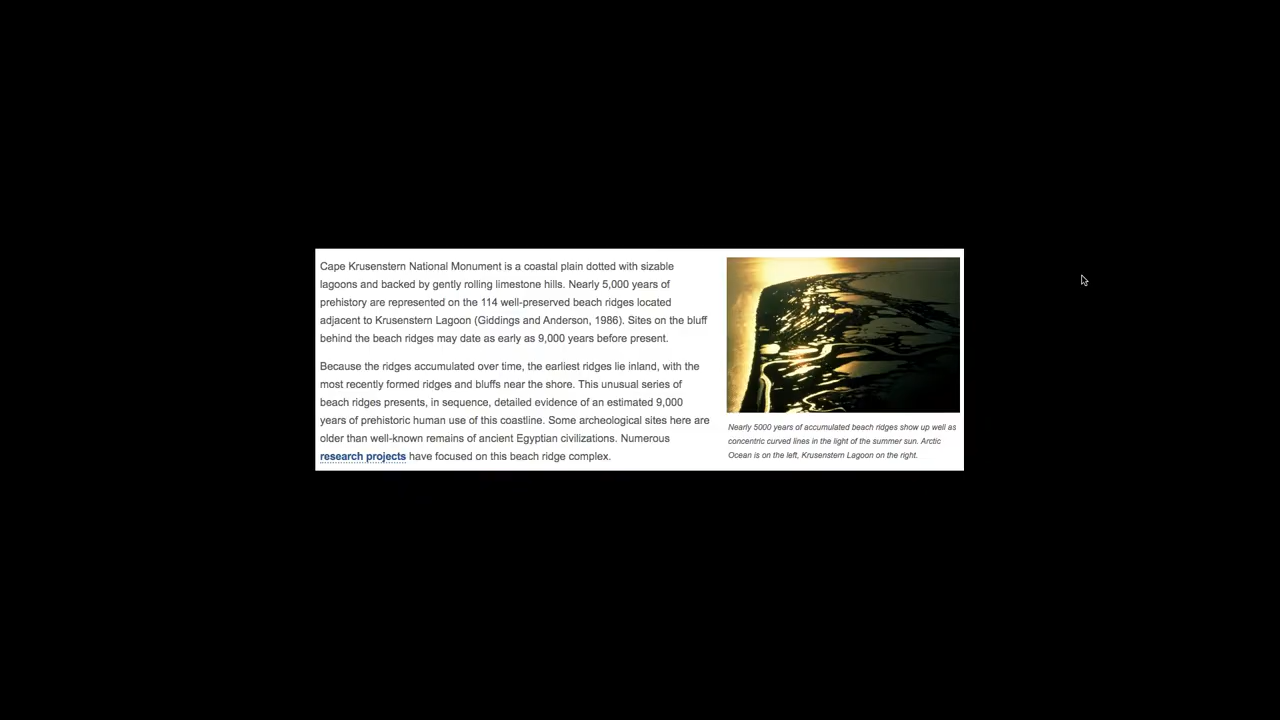 Cape Krusenstern National Monument is a coastal plain dotted with sizable
lagoons and backed by gently rolling limestone hills. Nearly 5,000 years of
prehistory are represented on the 114 well-preserved beach ridges located
adjacent to Krusenstern Lagoon (Giddings and Anderson, 1986). Sites on the bluff
behind the beach ridges may date as early as 9,000 years before present.
Because the ridges accumulated over time, the earliest ridges lie inland, with the
most recently formed ridges and bluffs near the shore. This unusual series of
beach ridges presents, in sequence, detailed evidence of an estimated 9,000
years of prehistoric human use of this coastline. Some archeological sites here are
older than well-known remains of ancient Egyptian civilizations. Numerous
research projects have focused on this beach ridge complex.
Nearly 5000 years of accumulated beach ridges show up well as
concentric curved lines in the light of the summer sun. Arctic
Ocean is on the left, Krusenstern Lagoon on the right.